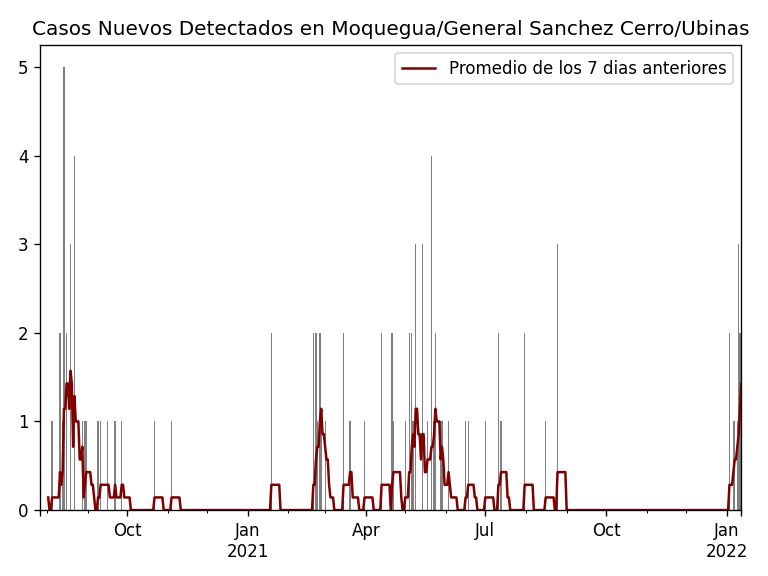 Casos Nuevos Detectados en Moquegua/General Sanchez Cerro/Ubinas
Promedio de los 7 dias anteriores
5
4
3
2
1
0
Oct
Jan
2021
Apr
Jul
Oct
Jan
2022